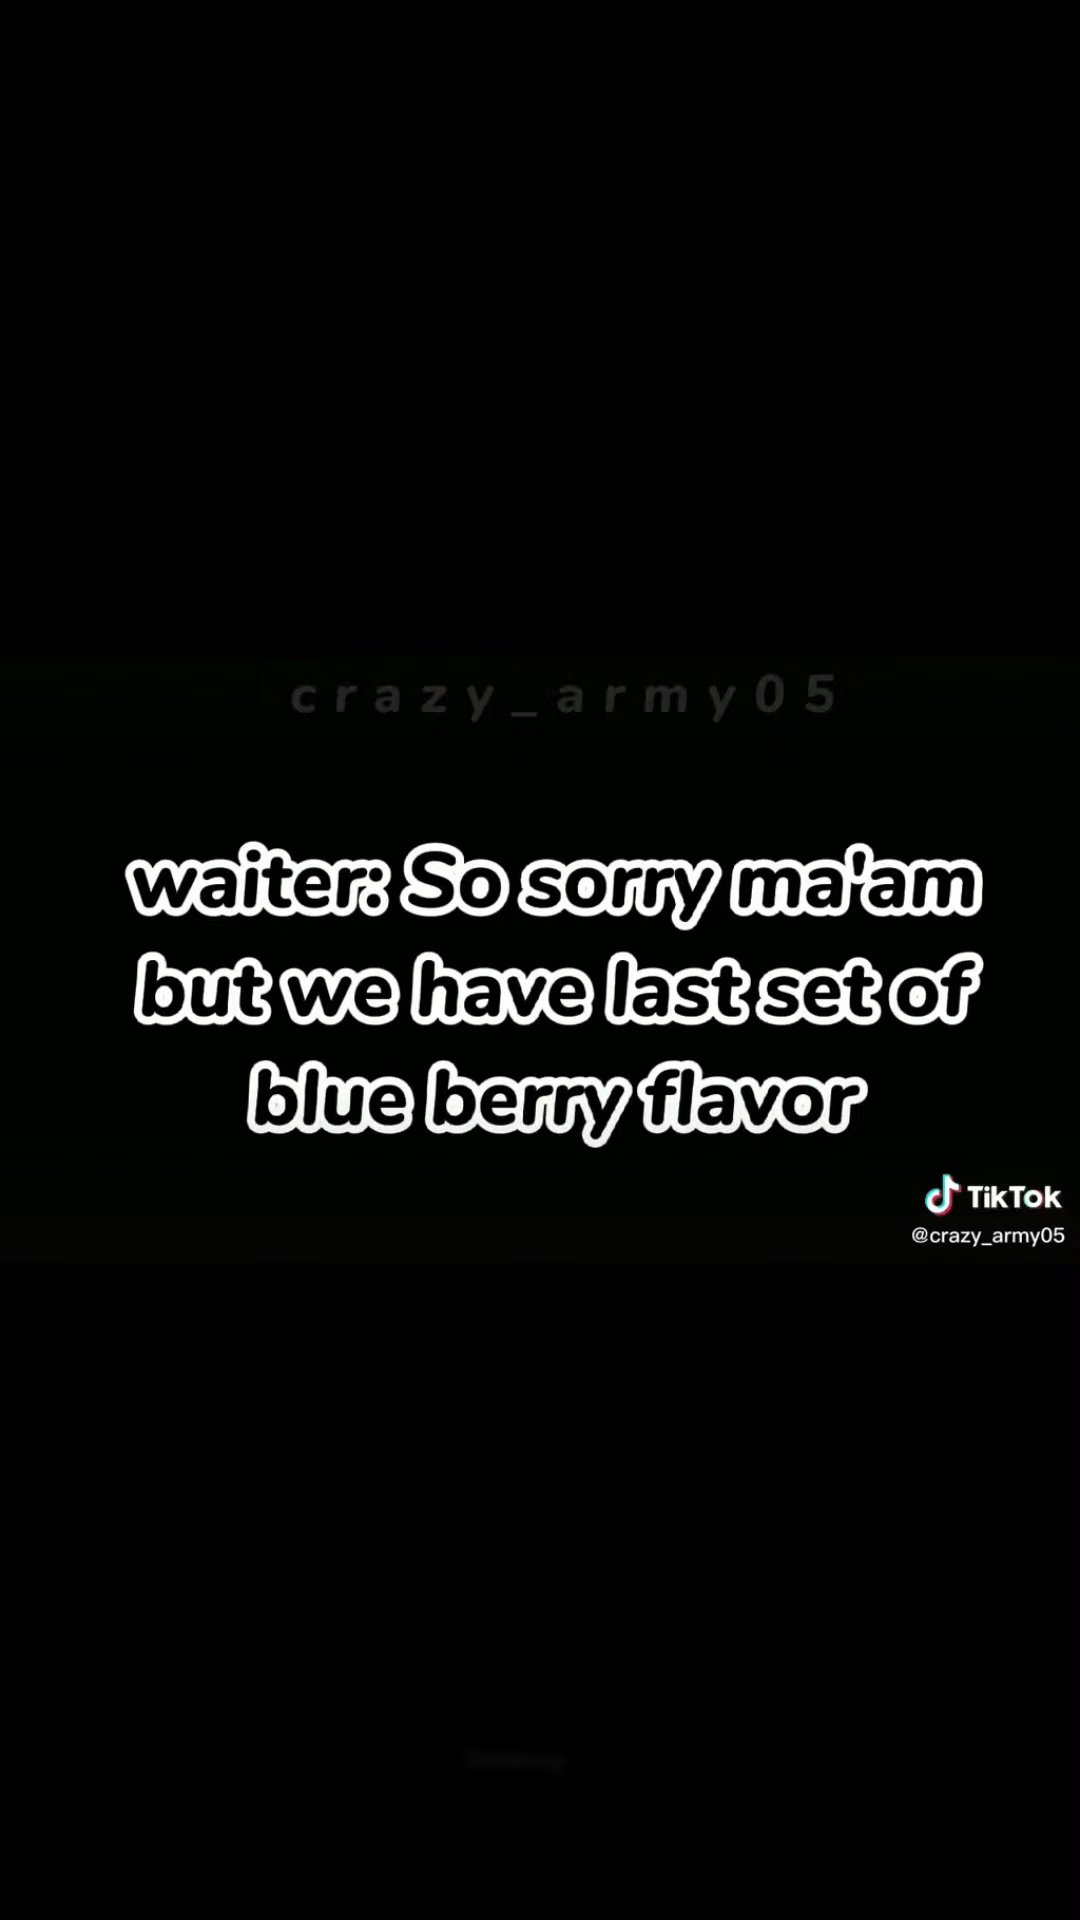 crazy_army05
waiter: So sorry ma'am
but we have last set of
blue berry flavor
TikTok
@crazy_army05